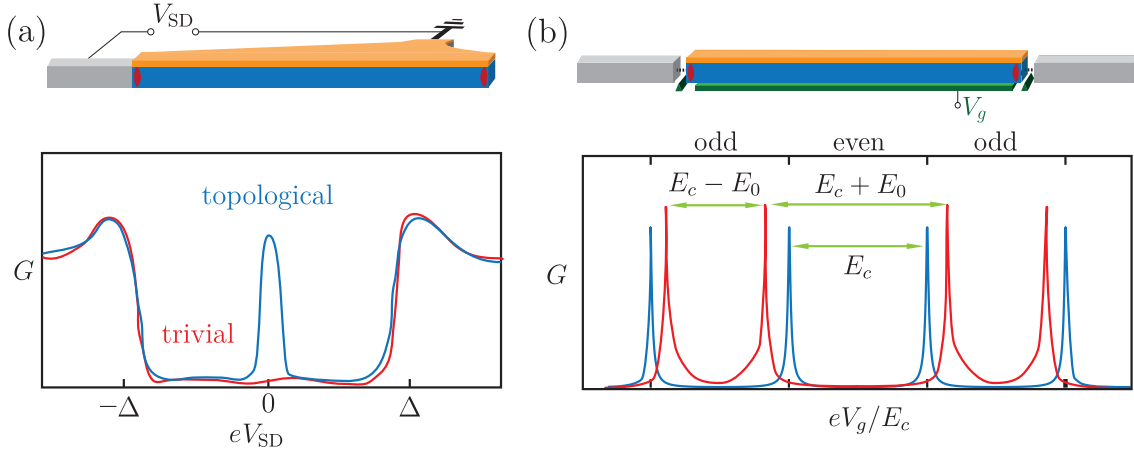 (a)
V_SD
topological
G
trivial
−Δ 0 Δ
eV_SD
(b)
V_g
odd even odd
E_c − E_0 E_c + E_0
E_c
G
eV_g/E_c